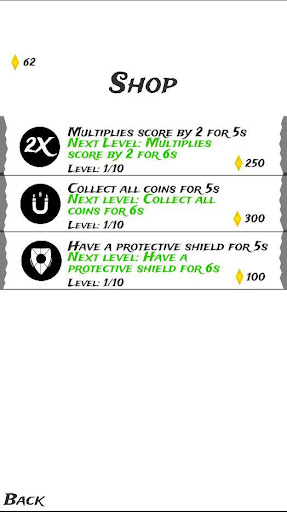 62
Shop
2X
Multiplies score by 2 for 5s
Next Level: Multiplies
score by 2 for 6s
250
Level: 1/10
Collect all coins for 5s
Next level: Collect all
coins for 6s
300
Level: 1/10
Have a protective shield for 5s
Next level: Have a
protective shield for 6s
100
Level: 1/10
Back